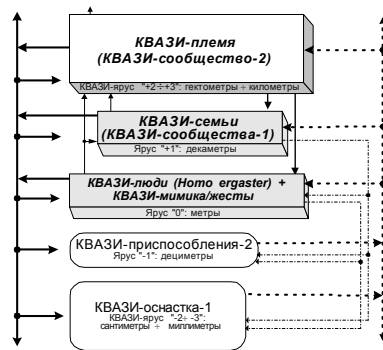 КВАЗИ-племя
(КВАЗИ-сообщество-2)
КВАЗИ-ярус "+2÷+3": гектометры ÷ километры
КВАЗИ-семьи
(КВАЗИ-сообщества-1)
Ярус "+1": декаметры
КВАЗИ-люди (Homo ergaster) +
КВАЗИ-мимика/жесты
Ярус "0": метры
КВАЗИ-приспособления-2
Ярус "-1": дециметры
КВАЗИ-оснастка-1
КВАЗИ-ярус "-2÷ -3":
сантиметры ÷ миллиметры